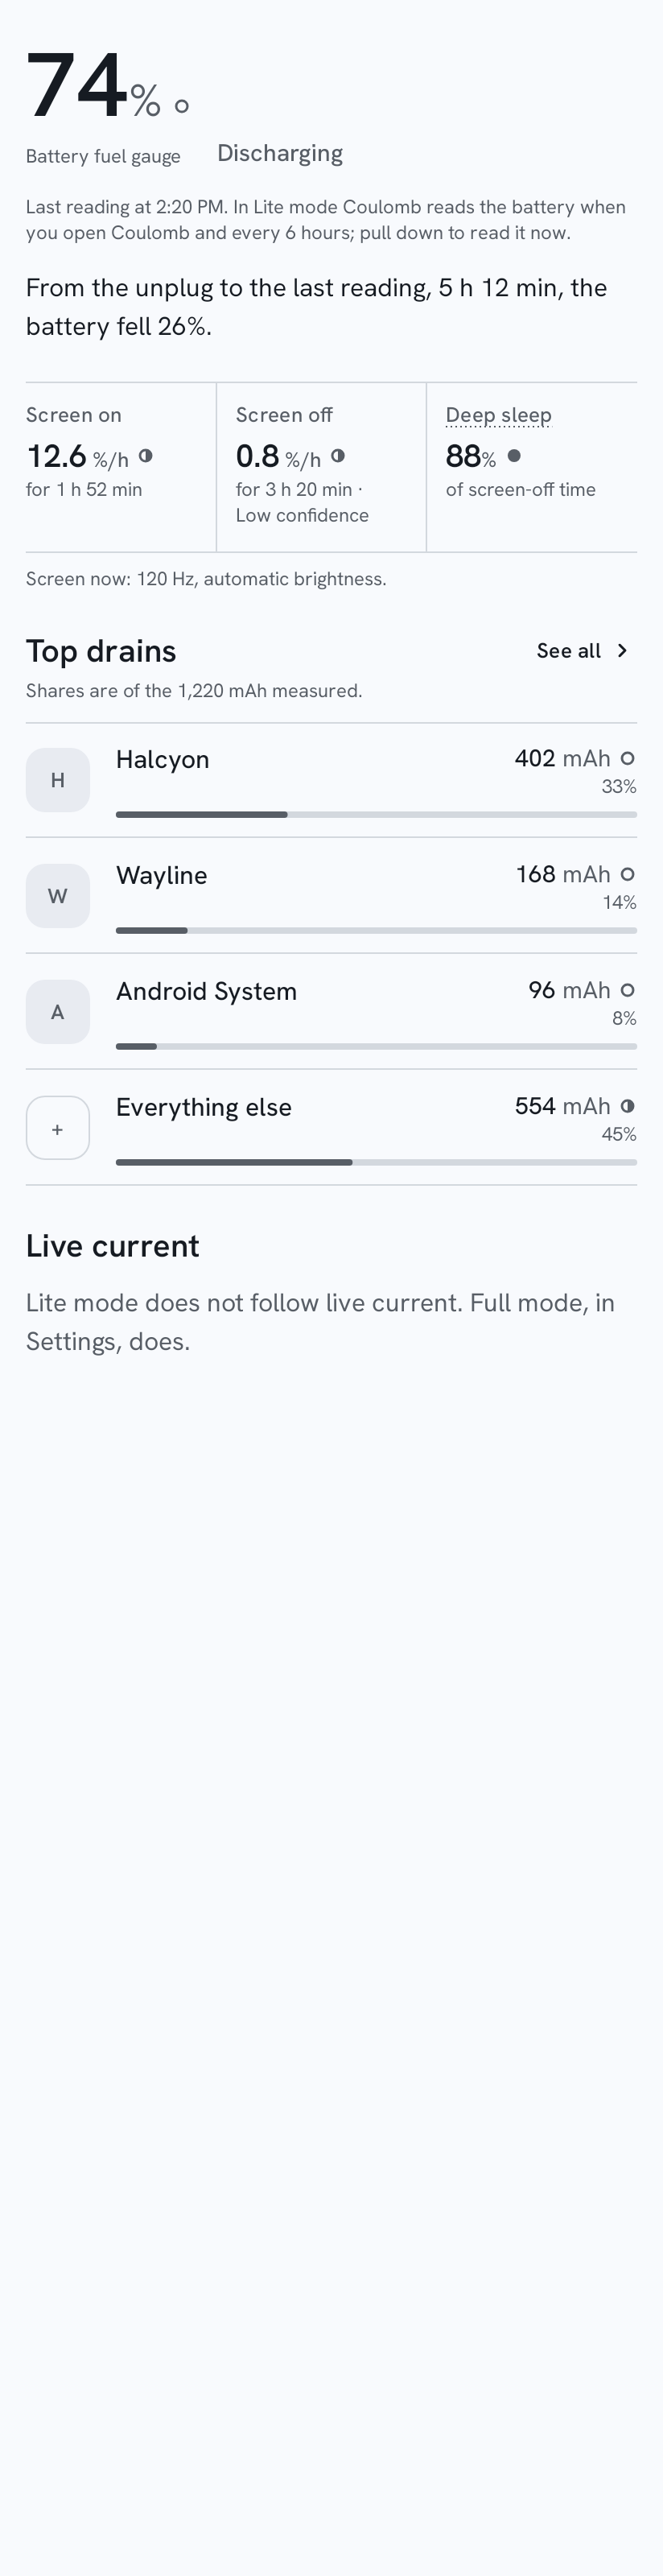 74%
Battery fuel gauge Discharging
Last reading at 2:20 PM. In Lite mode Coulomb reads the battery when
you open Coulomb and every 6 hours; pull down to read it now.
From the unplug to the last reading, 5 h 12 min, the
battery fell 26%.
Screen on
12.6 %/h
for 1 h 52 min
Screen off
0.8 %/h
for 3 h 20 min ·
Low confidence
Deep sleep
88%
of screen-off time
Screen now: 120 Hz, automatic brightness.
Top drains
See all
Shares are of the 1,220 mAh measured.
H
Halcyon
402 mAh
33%
W
Wayline
168 mAh
14%
A
Android System
96 mAh
8%
+
Everything else
554 mAh
45%
Live current
Lite mode does not follow live current. Full mode, in
Settings, does.